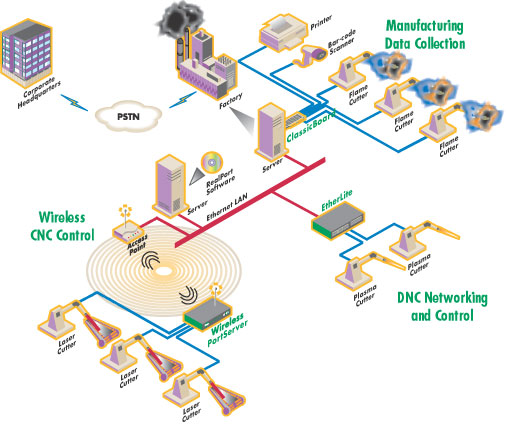 Printer
Bar-code
Scanner
Manufacturing
Data Collection
Corporate
Headquarters
PSTN
Factory
ClassicBoard
Server
Flame
Cutter
Flame
Cutter
Flame
Cutter
RealPort
Software
Server
Ethernet LAN
Wireless
CNC Control
Access
Point
EtherLite
Plasma
Cutter
Plasma
Cutter
DNC Networking
and Control
Wireless
PortServer
Laser
Cutter
Laser
Cutter
Laser
Cutter